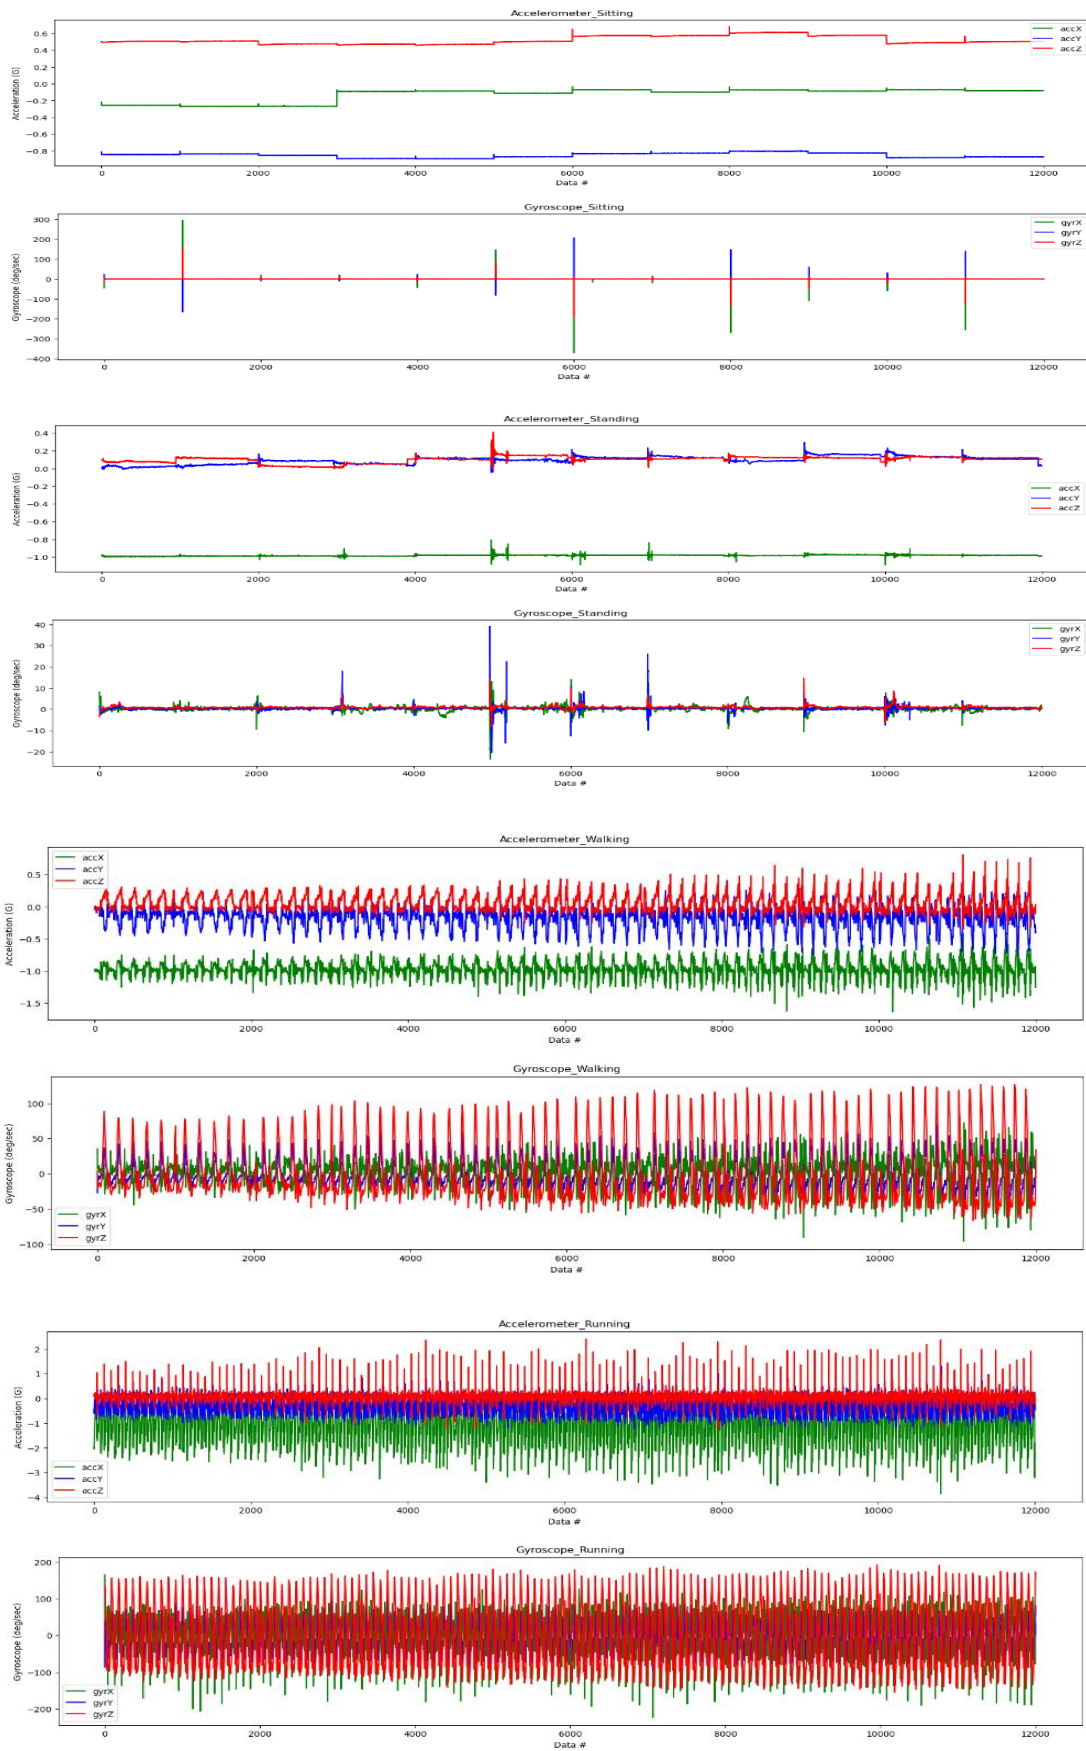 Accelerometer_Sitting
Acceleration (G)
0.6
0.4
0.2
0.0
−0.2
−0.4
−0.6
−0.8
accX
accY
accZ
0 2000 4000 6000 8000 10000 12000
Data #
Gyroscope_Sitting
Gyroscope (deg/sec)
300
200
100
0
−100
−200
−300
−400
gyrX
gyrY
gyrZ
0 2000 4000 6000 8000 10000 12000
Data #
Accelerometer_Standing
Acceleration (G)
0.4
0.2
0.0
−0.2
−0.4
−0.6
−0.8
−1.0
accX
accY
accZ
0 2000 4000 6000 8000 10000 12000
Data #
Gyroscope_Standing
Gyroscope (deg/sec)
40
30
20
10
0
−10
−20
gyrX
gyrY
gyrZ
0 2000 4000 6000 8000 10000 12000
Data #
Accelerometer_Walking
Acceleration (G)
0.5
0.0
−0.5
−1.0
−1.5
accX
accY
accZ
0 2000 4000 6000 8000 10000 12000
Data #
Gyroscope_Walking
Gyroscope (deg/sec)
100
50
0
−50
−100
gyrX
gyrY
gyrZ
0 2000 4000 6000 8000 10000 12000
Data #
Accelerometer_Running
Acceleration (G)
2
1
0
−1
−2
−3
−4
accX
accY
accZ
0 2000 4000 6000 8000 10000 12000
Data #
Gyroscope_Running
Gyroscope (deg/sec)
200
100
0
−100
−200
gyrX
gyrY
gyrZ
0 2000 4000 6000 8000 10000 12000
Data #